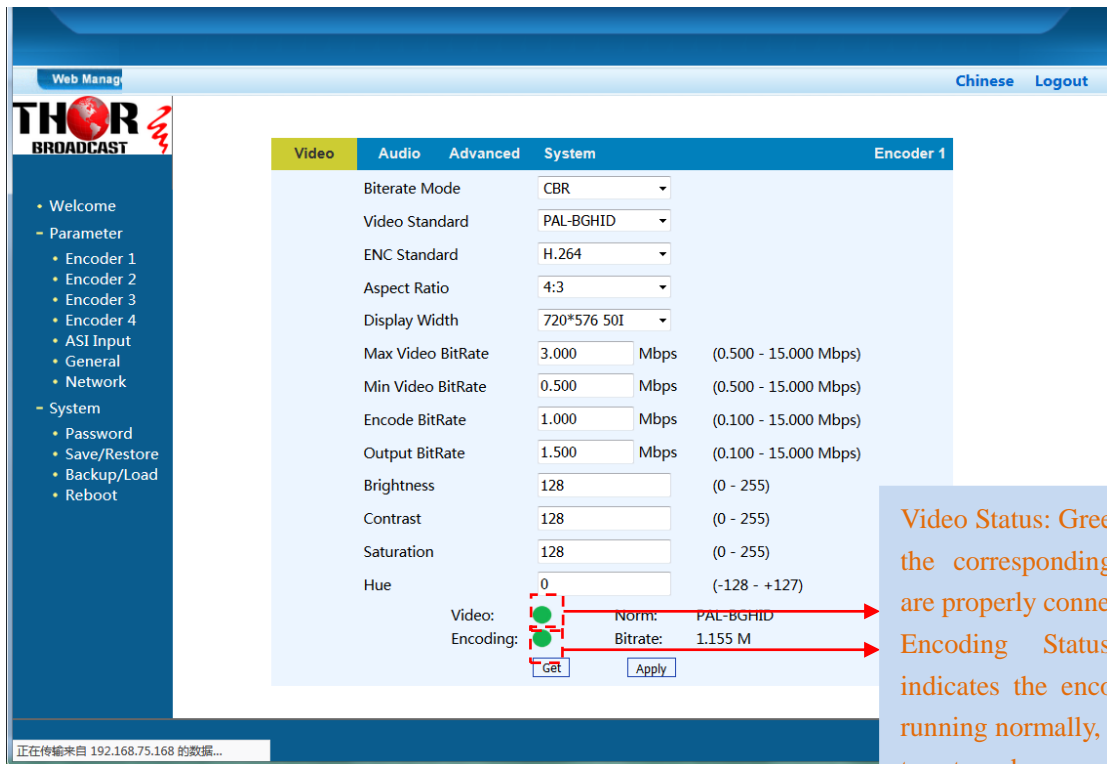 Web Manag
Chinese Logout
THOR
BROADCAST
Video Audio Advanced System Encoder 1
• Welcome
- Parameter
• Encoder 1
• Encoder 2
• Encoder 3
• Encoder 4
• ASI Input
• General
• Network
- System
• Password
• Save/Restore
• Backup/Load
• Reboot
Biterate Mode CBR
Video Standard PAL-BGHID
ENC Standard H.264
Aspect Ratio 4:3
Display Width 720*576 50I
Max Video BitRate 3.000 Mbps (0.500 - 15.000 Mbps)
Min Video BitRate 0.500 Mbps (0.500 - 15.000 Mbps)
Encode BitRate 1.000 Mbps (0.100 - 15.000 Mbps)
Output BitRate 1.500 Mbps (0.100 - 15.000 Mbps)
Brightness 128 (0 - 255)
Contrast 128 (0 - 255)
Saturation 128 (0 - 255)
Hue 0 (-128 - +127)
Video: Norm: PAL-BGHID
Encoding: Bitrate: 1.155 M
Get Apply
Video Status: Gree
the corresponding
are properly conne
Encoding Status
indicates the enco
running normally,
正在传输来自 192.168.75.168 的数据...